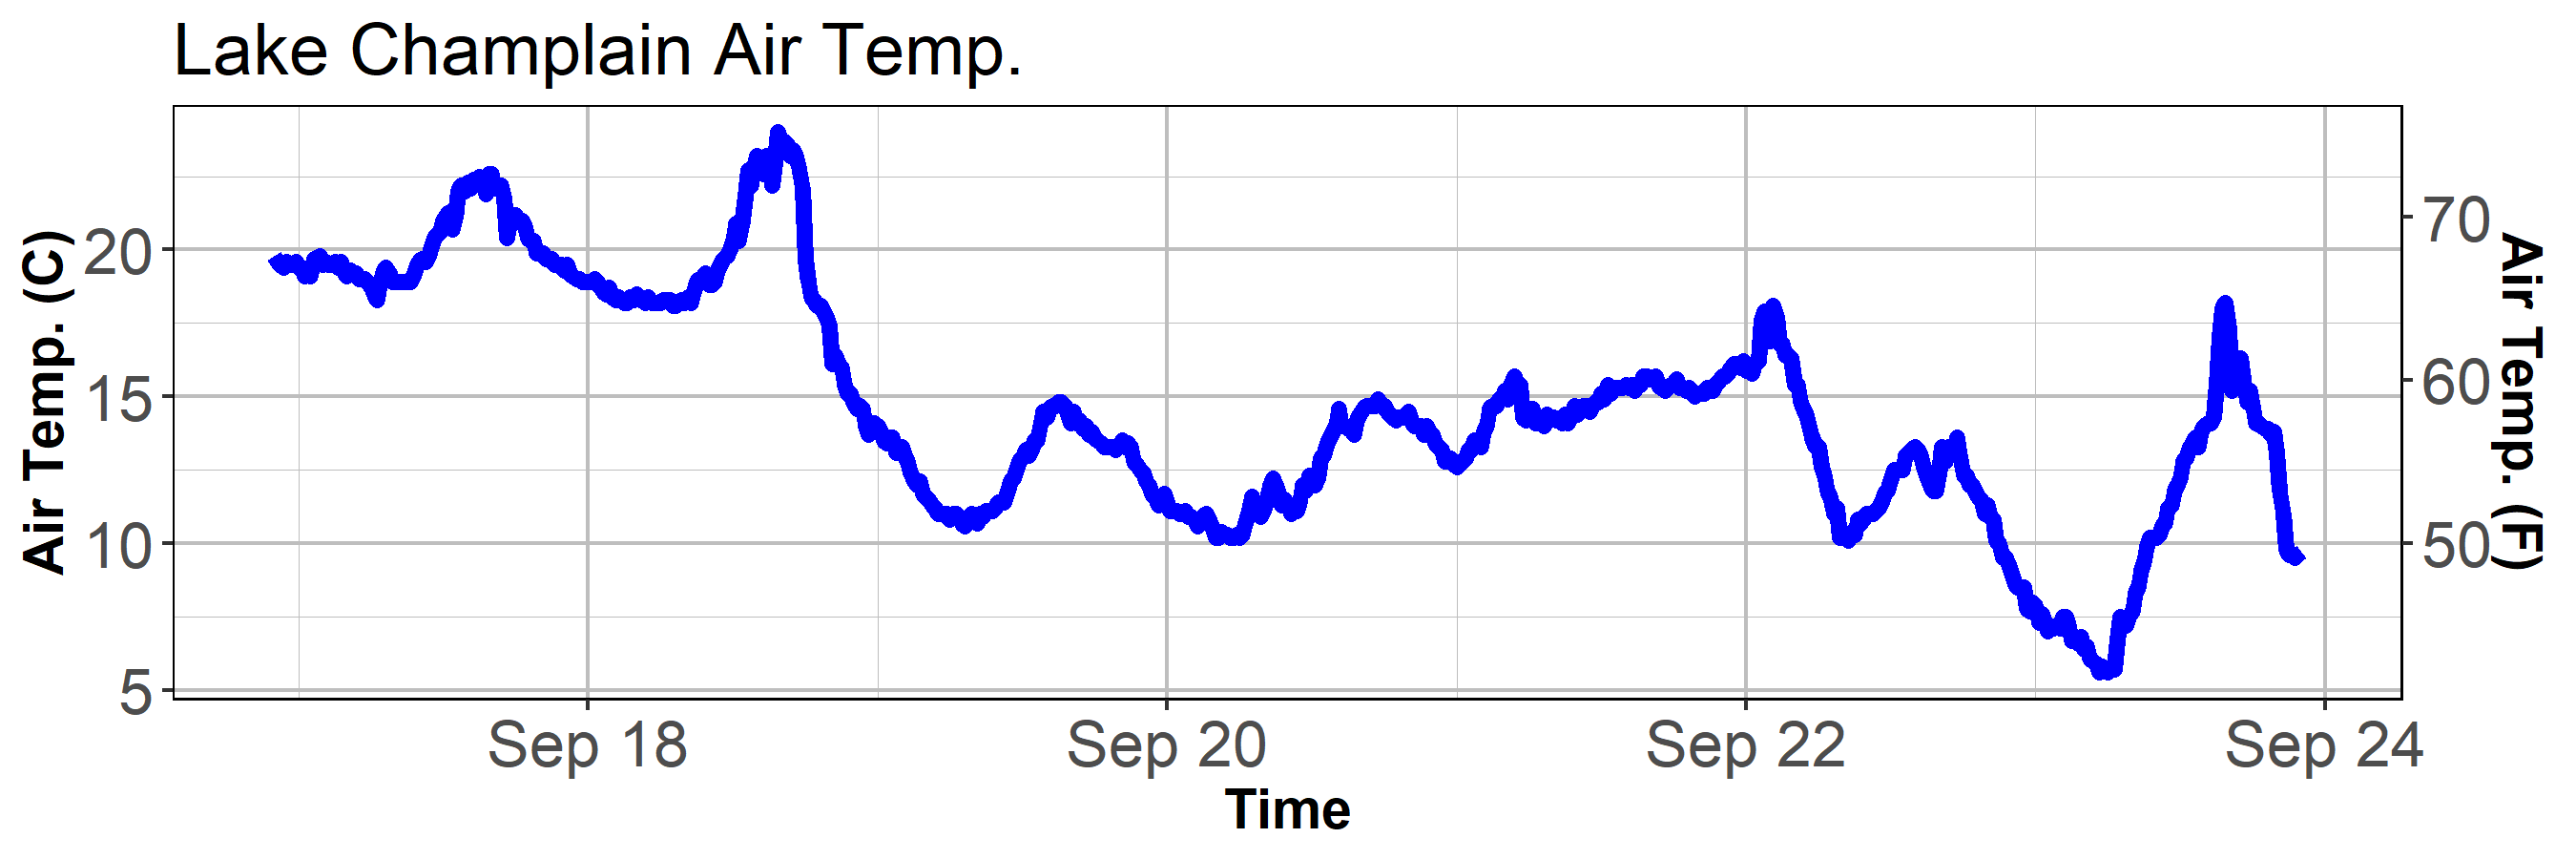 Lake Champlain Air Temp.
Air Temp. (C)
20
15
10
5
70
60
50
Air Temp. (F)
Sep 18
Sep 20
Sep 22
Sep 24
Time